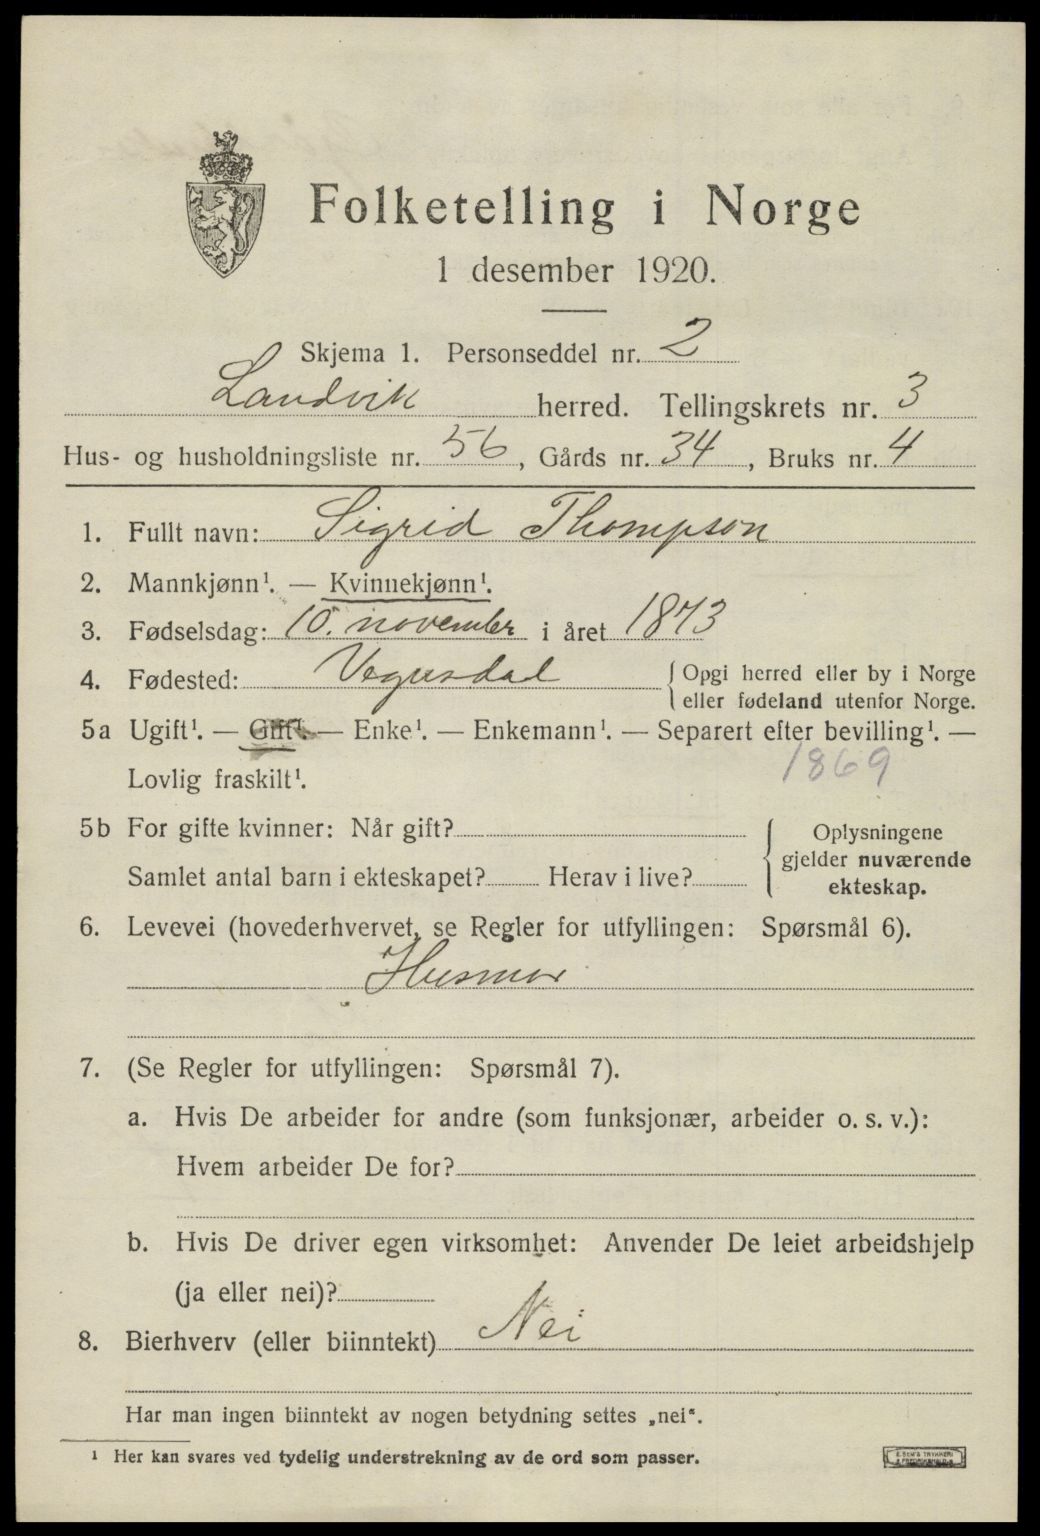 Folketelling i Norge
1 desember 1920.
Skjema 1. Personseddel nr. 2
Landvik herred. Tellingskrets nr. 3
Hus- og husholdningsliste nr. 56, Gårds nr. 34, Bruks nr. 4
1. Fullt navn: Sigrid Thompson
2. Mannkjønn¹. — Kvinnekjønn¹.
3. Fødselsdag: 10. november i året 1873
4. Fødested: Vegusdal { Opgi herred eller by i Norge
eller fødeland utenfor Norge.
5a Ugift¹. — Gift¹. — Enke¹. — Enkemann¹. — Separert efter bevilling¹. —
Lovlig fraskilt¹. 1869
5b For gifte kvinner: Når gift?
Samlet antal barn i ekteskapet? Herav i live?
{ Oplysningene
gjelder nuværende
ekteskap.
6. Levevei (hovederhvervet, se Regler for utfyllingen: Spørsmål 6).
Husmor
7. (Se Regler for utfyllingen: Spørsmål 7).
a. Hvis De arbeider for andre (som funksjonær, arbeider o. s. v.):
Hvem arbeider De for?
b. Hvis De driver egen virksomhet: Anvender De leiet arbeidshjelp
(ja eller nei)?
8. Bierhverv (eller biinntekt) Nei
Har man ingen biinntekt av nogen betydning settes „nei".
¹ Her kan svares ved tydelig understrekning av de ord som passer.